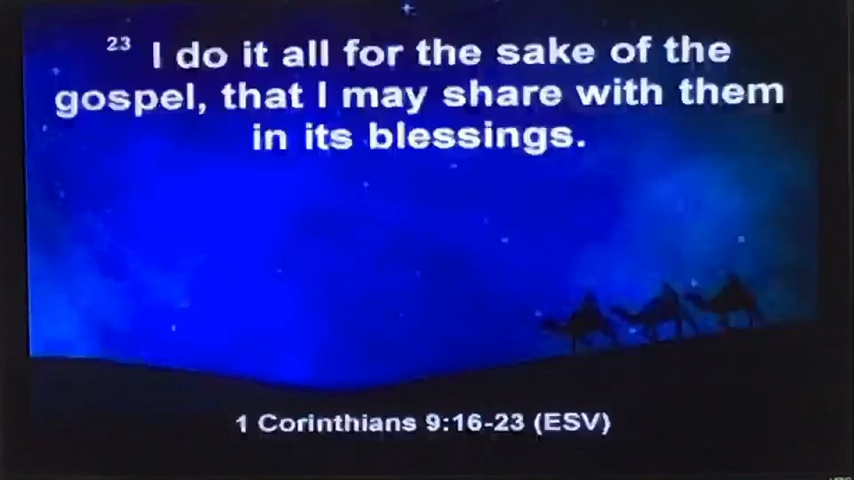 23 I do it all for the sake of the
gospel, that I may share with them
in its blessings.
1 Corinthians 9:16-23 (ESV)